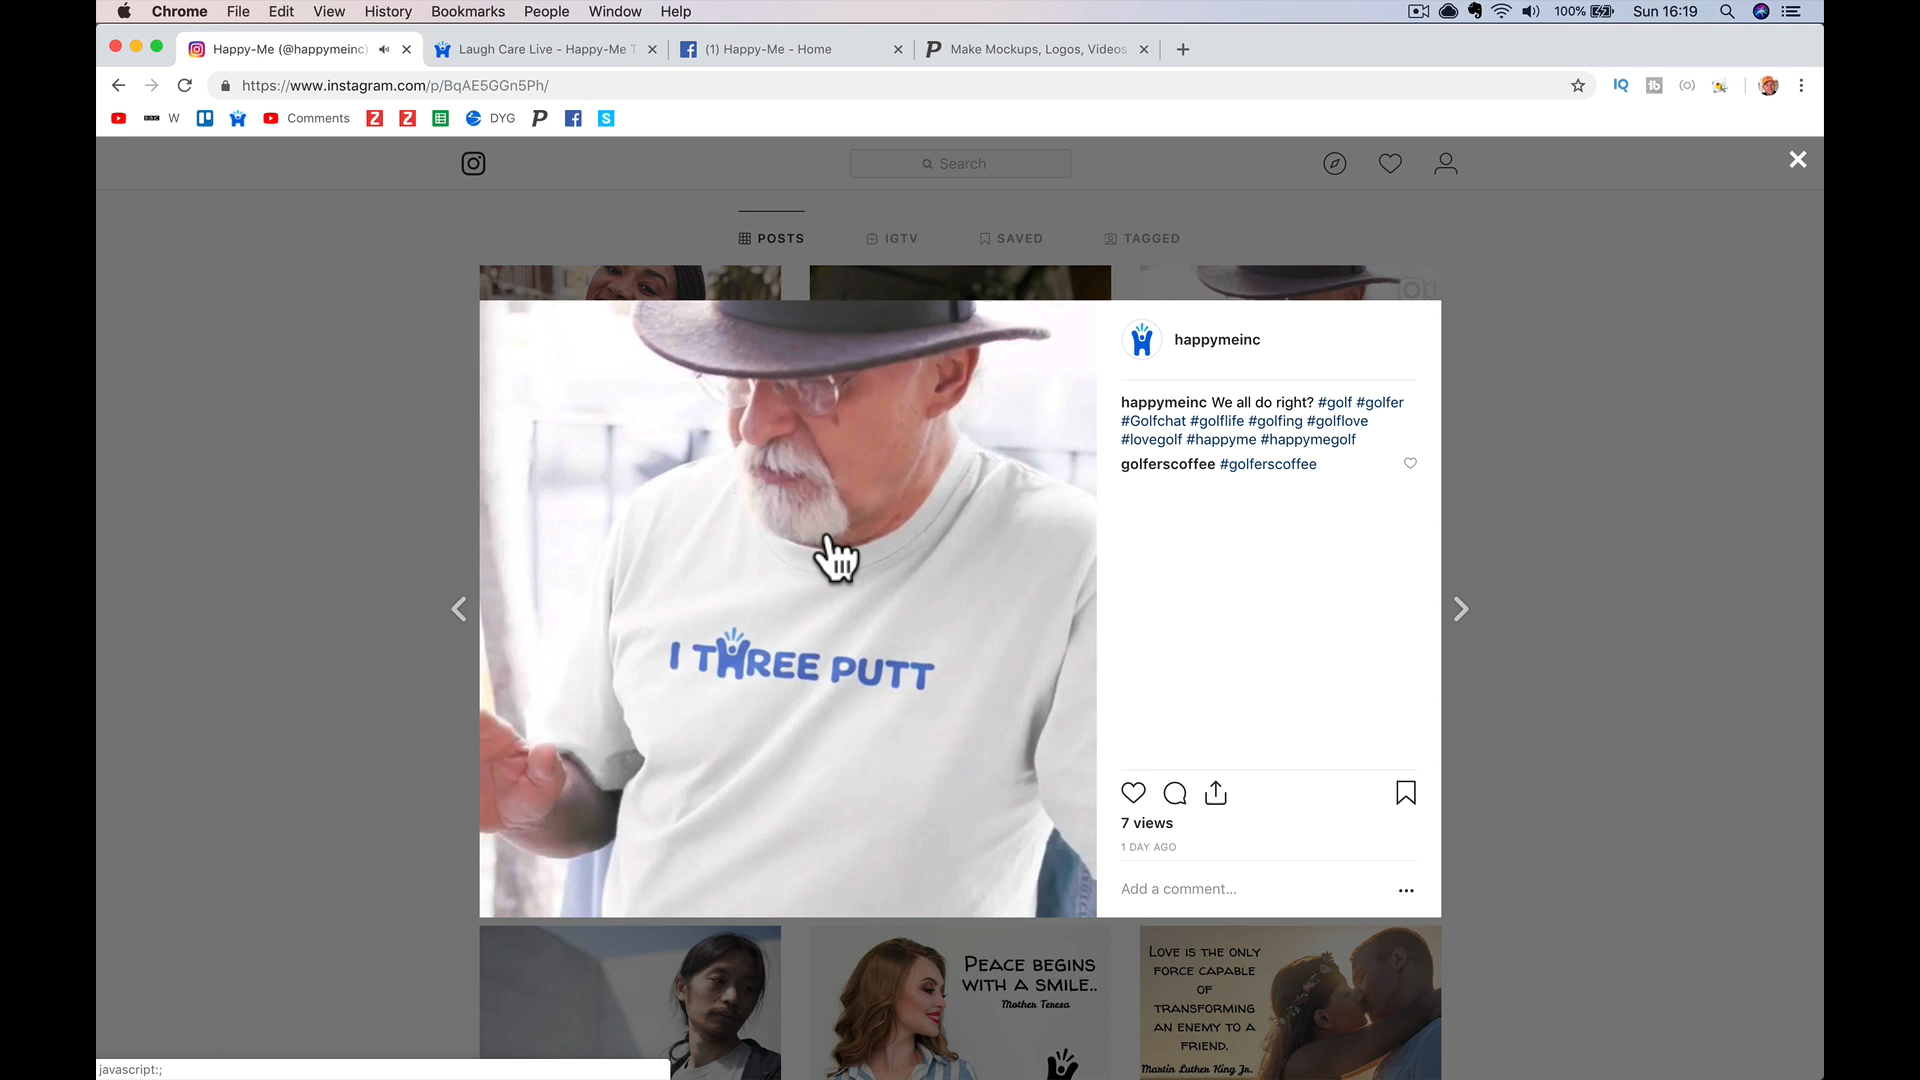 Chrome File Edit View History Bookmarks People Window Help
100% Sun 16:19
Happy-Me (@happymeinc)
Laugh Care Live - Happy-Me T
(1) Happy-Me - Home
Make Mockups, Logos, Videos
https://www.instagram.com/p/BqAE5GGn5Ph/
IQ
BBC W
Comments
Z
Z
DYG
P
S
Search
POSTS IGTV SAVED TAGGED
happymeinc
happymeinc We all do right? #golf #golfer
#Golfchat #golflife #golfing #golflove
#lovegolf #happyme #happymegolf
golferscoffee #golferscoffee
I THREE PUTT
7 views
1 DAY AGO
Add a comment...
PEACE BEGINS
WITH A SMILE..
Mother Teresa
LOVE IS THE ONLY
FORCE CAPABLE
OF
TRANSFORMING
AN ENEMY TO A
FRIEND.
Martin Luther King Jr.
javascript:;